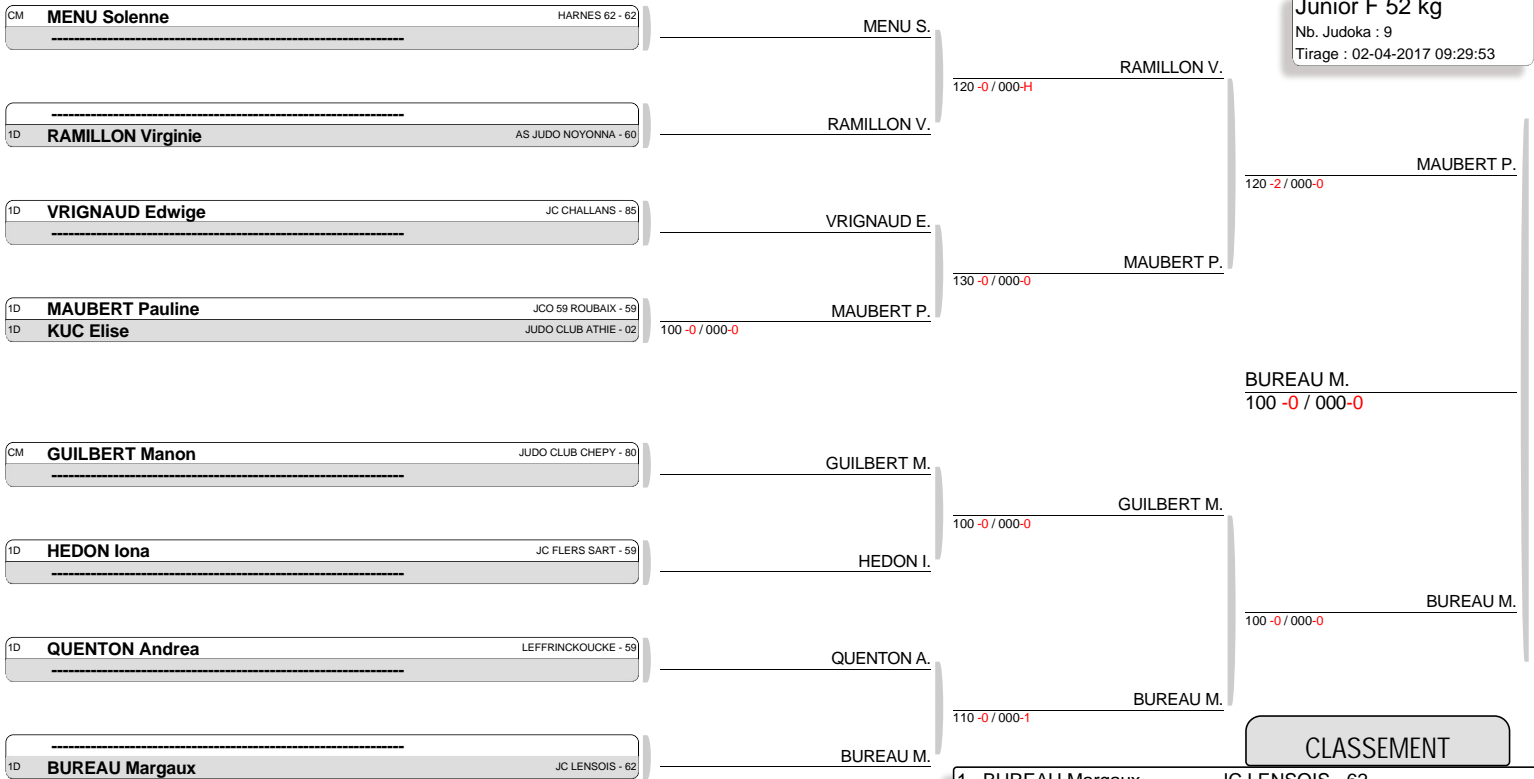 Junior F 52 kg
Nb. Judoka : 9
Tirage : 02-04-2017 09:29:53
CM MENU Solenne HARNES 62 - 62
---------------------------------------------------------------
---------------------------------------------------------------
1D RAMILLON Virginie AS JUDO NOYONNA - 60
1D VRIGNAUD Edwige JC CHALLANS - 85
---------------------------------------------------------------
1D MAUBERT Pauline JCO 59 ROUBAIX - 59
1D KUC Elise JUDO CLUB ATHIE - 02
CM GUILBERT Manon JUDO CLUB CHEPY - 80
---------------------------------------------------------------
1D HEDON Iona JC FLERS SART - 59
---------------------------------------------------------------
1D QUENTON Andrea LEFFRINCKOUCKE - 59
---------------------------------------------------------------
---------------------------------------------------------------
1D BUREAU Margaux JC LENSOIS - 62
MENU S.
RAMILLON V.
VRIGNAUD E.
MAUBERT P.
100 -0 / 000-0
GUILBERT M.
HEDON I.
QUENTON A.
BUREAU M.
RAMILLON V.
120 -0 / 000-H
MAUBERT P.
130 -0 / 000-0
GUILBERT M.
100 -0 / 000-0
BUREAU M.
110 -0 / 000-1
MAUBERT P.
120 -2 / 000-0
BUREAU M.
100 -0 / 000-0
BUREAU M.
100 -0 / 000-0
CLASSEMENT
1 BUREAU Margaux JC LENSOIS - 62